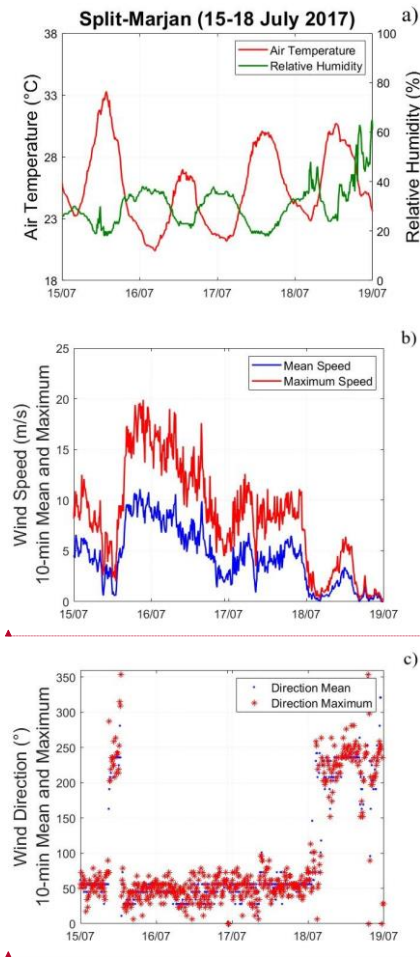 Split-Marjan (15-18 July 2017)
a)
38
33
28
23
18
Air Temperature (°C)
100
80
60
40
20
0
Relative Humidity (%)
Air Temperature
Relative Humidity
15/07 16/07 17/07 18/07 19/07
b)
25
20
15
10
5
0
Wind Speed (m/s)
10-min Mean and Maximum
Mean Speed
Maximum Speed
15/07 16/07 17/07 18/07 19/07
c)
350
300
250
200
150
100
50
0
Wind Direction (°)
10-min Mean and Maximum
Direction Mean
Direction Maximum
15/07 16/07 17/07 18/07 19/07